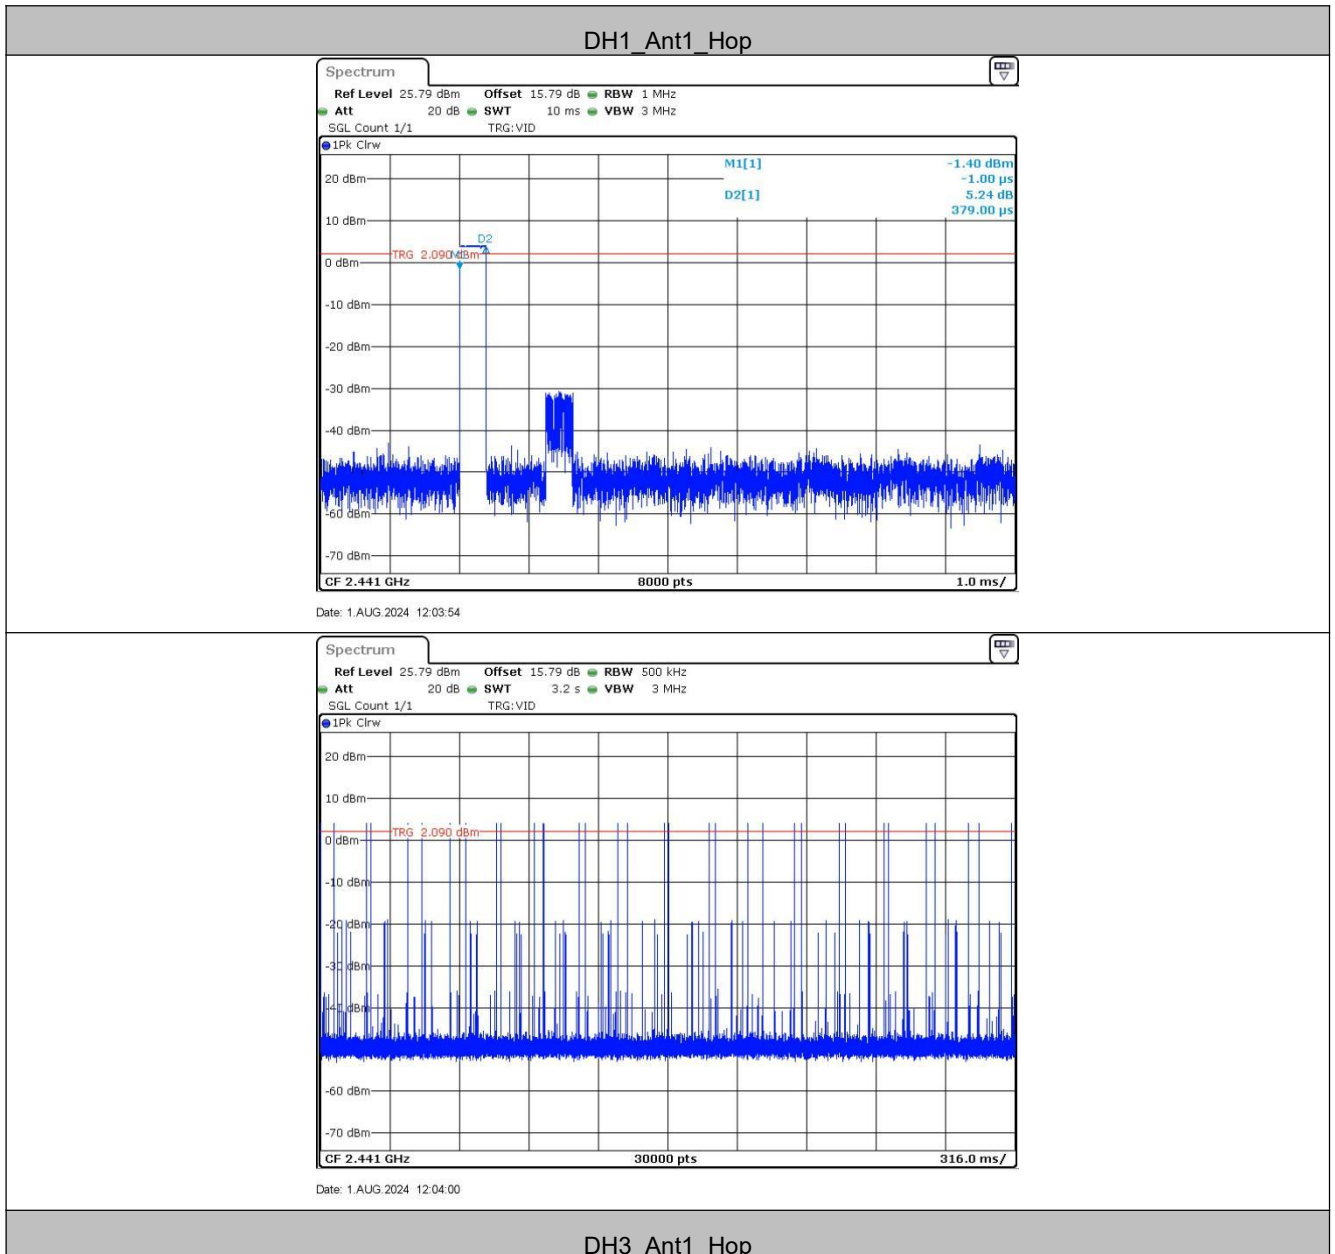 DH1_Ant1_Hop
Spectrum
Ref Level 25.79 dBm Offset 15.79 dB RBW 1 MHz
Att 20 dB SWT 10 ms VBW 3 MHz
SGL Count 1/1 TRG:VID
1Pk Clrw
M1[1] -1.40 dBm
-1.00 µs
D2[1] 5.24 dB
379.00 µs
20 dBm
10 dBm
D2
TRG 2.090 dBm
0 dBm
-10 dBm
-20 dBm
-30 dBm
-40 dBm
-60 dBm
-70 dBm
CF 2.441 GHz 8000 pts 1.0 ms/
Date: 1.AUG.2024 12:03:54
Spectrum
Ref Level 25.79 dBm Offset 15.79 dB RBW 500 kHz
Att 20 dB SWT 3.2 s VBW 3 MHz
SGL Count 1/1 TRG:VID
1Pk Clrw
20 dBm
10 dBm
TRG 2.090 dBm
0 dBm
-10 dBm
-20 dBm
-30 dBm
-40 dBm
-60 dBm
-70 dBm
CF 2.441 GHz 30000 pts 316.0 ms/
Date: 1.AUG.2024 12:04:00
DH3_Ant1_Hop